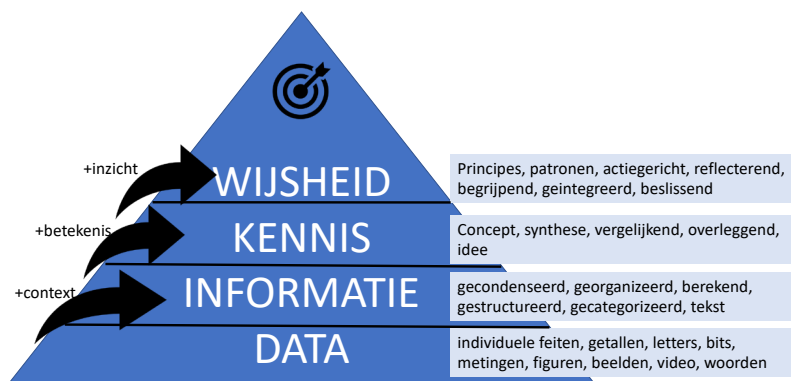 +inzicht
WIJSHEID
Principes, patronen, actiegericht, reflecterend,
begrijpend, geintegreerd, beslissend
+betekenis
KENNIS
Concept, synthese, vergelijkend, overleggend,
idee
+context
INFORMATIE
gecondenseerd, georganizeerd, berekend,
gestructureerd, gecategorizeerd, tekst
DATA
individuele feiten, getallen, letters, bits,
metingen, figuren, beelden, video, woorden